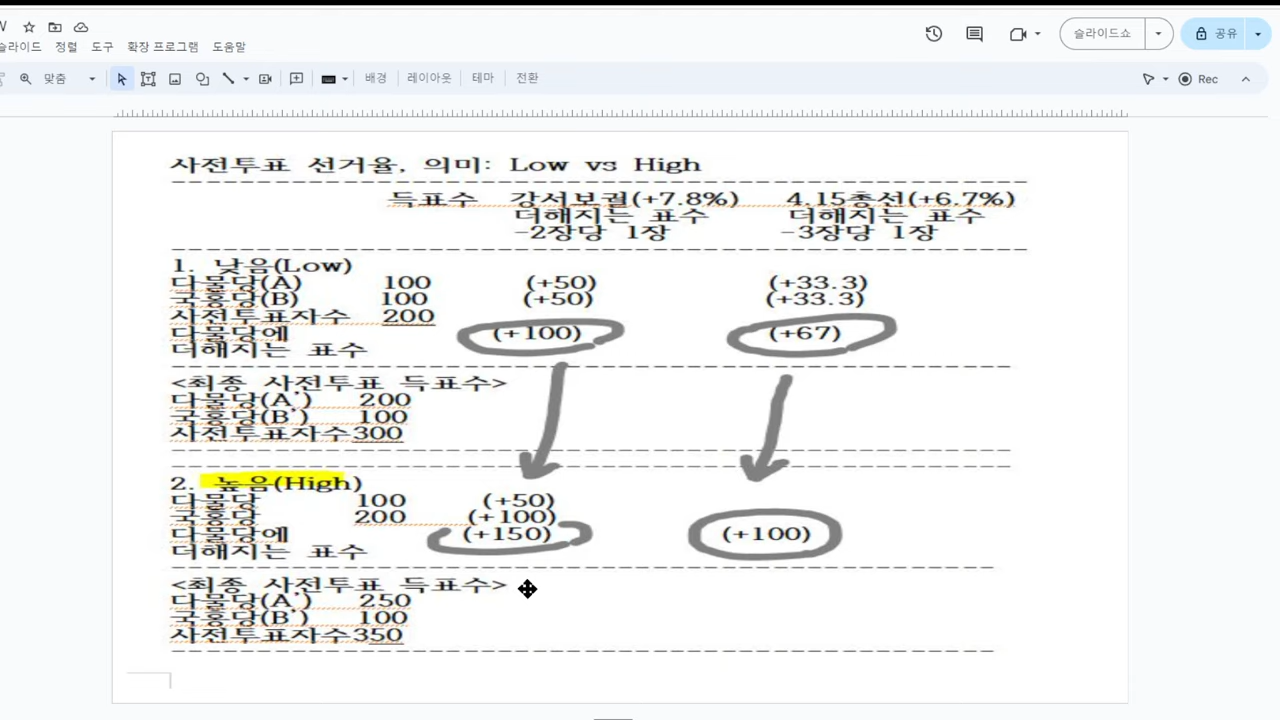 슬라이드 정렬 도구 확장 프로그램 도움말
슬라이드쇼
공유
맞춤
배경 레이아웃 테마 전환
Rec
사전투표 선거율, 의미: Low vs High
득표수 강서보궐(+7.8%) 4.15총선(+6.7%)
더해지는 표수 더해지는 표수
-2장당 1장 -3장당 1장
1. 낮음(Low)
다물당(A) 100 (+50) (+33.3)
국홍당(B) 100 (+50) (+33.3)
사전투표자수 200
다물당에 (+100) (+67)
더해지는 표수
<최종 사전투표 득표수>
다물당(A') 200
국홍당(B') 100
사전투표자수300
2. 높음(High)
다물당 100 (+50)
국홍당 200 (+100)
다물당에 (+150) (+100)
더해지는 표수
<최종 사전투표 득표수>
다물당(A') 250
국홍당(B') 100
사전투표자수350